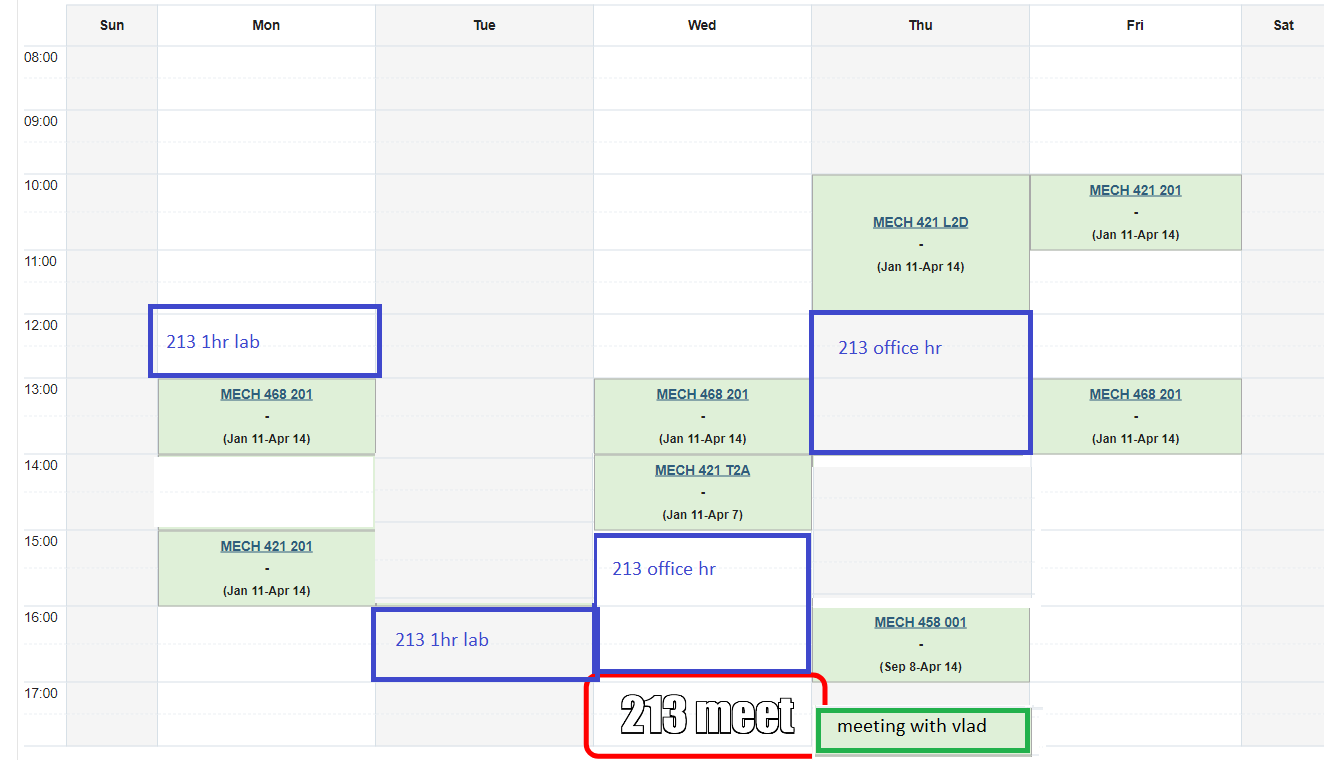 Sun Mon Tue Wed Thu Fri Sat
08:00
09:00
10:00
MECH 421 L2D
-
(Jan 11-Apr 14)
MECH 421 201
-
(Jan 11-Apr 14)
11:00
12:00
213 1hr lab
213 office hr
13:00
MECH 468 201
-
(Jan 11-Apr 14)
MECH 468 201
-
(Jan 11-Apr 14)
MECH 468 201
-
(Jan 11-Apr 14)
14:00
MECH 421 T2A
-
(Jan 11-Apr 7)
15:00
MECH 421 201
-
(Jan 11-Apr 14)
213 office hr
16:00
213 1hr lab
MECH 458 001
-
(Sep 8-Apr 14)
17:00
213 meet
meeting with vlad